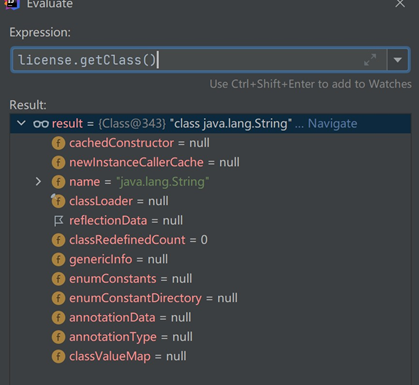 Evaluate
Expression:
license.getClass()
Use Ctrl+Shift+Enter to add to Watches
Result:
result = {Class@343} "class java.lang.String" ... Navigate
f cachedConstructor = null
f newInstanceCallerCache = null
f name = "java.lang.String"
f classLoader = null
reflectionData = null
f classRedefinedCount = 0
f genericInfo = null
f enumConstants = null
f enumConstantDirectory = null
f annotationData = null
f annotationType = null
f classValueMap = null